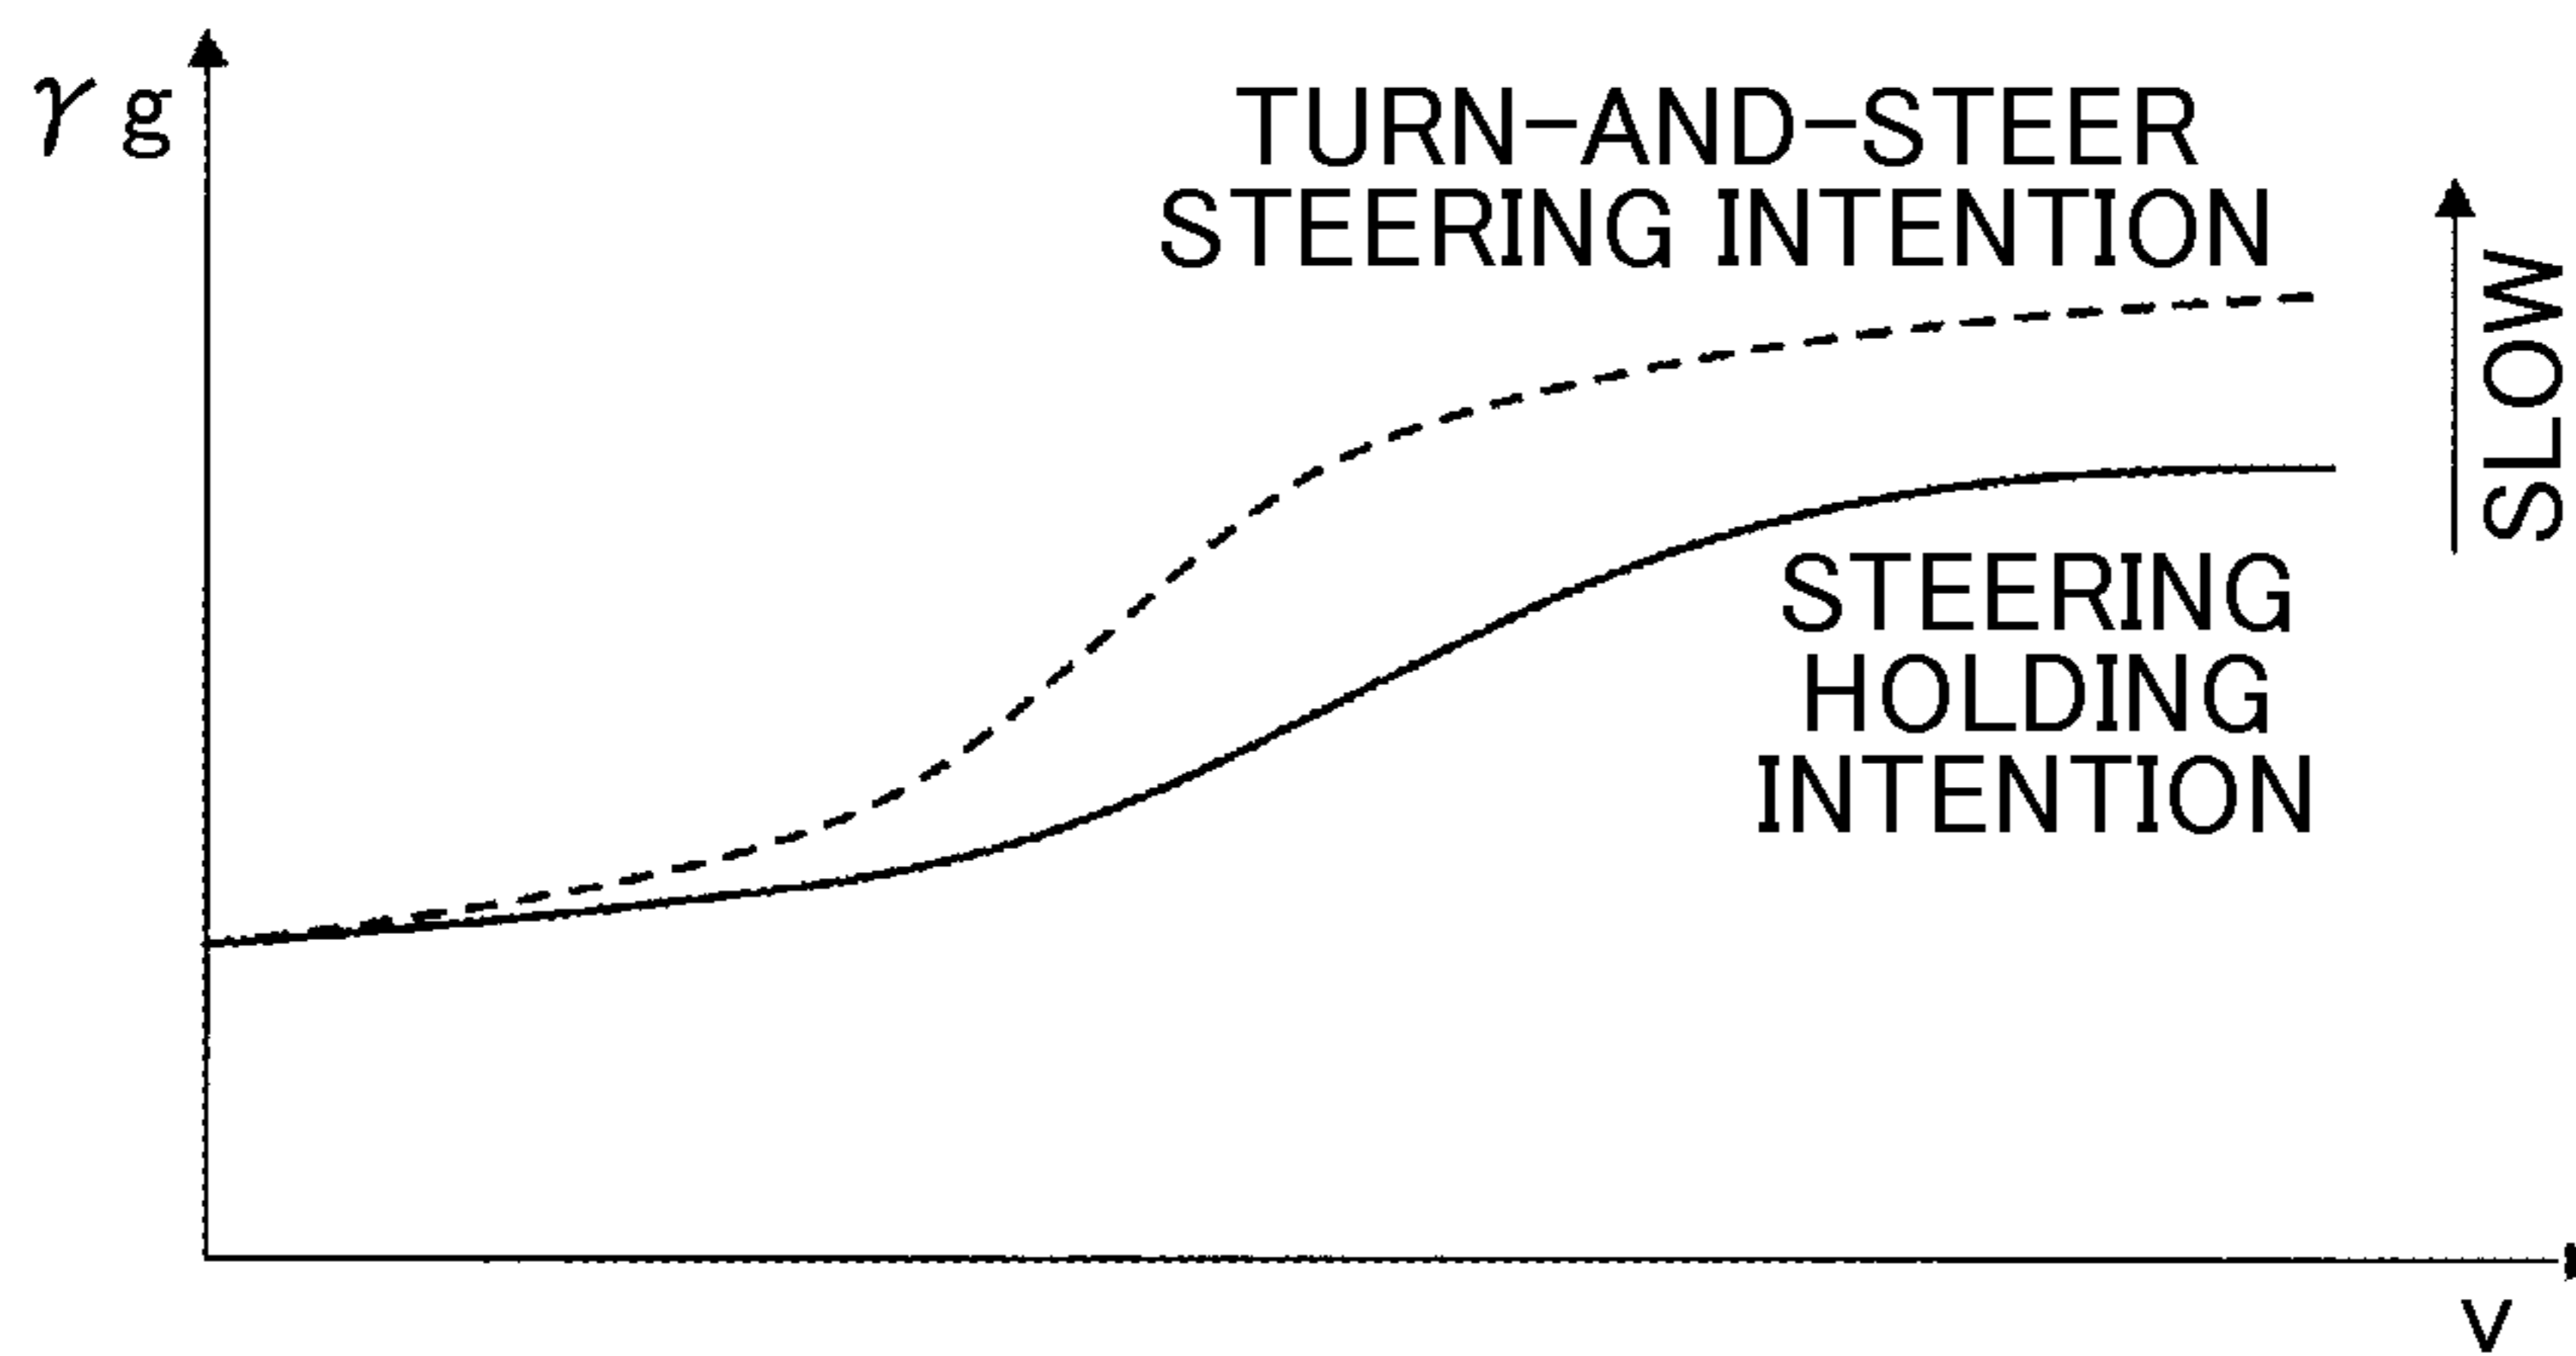 γg
TURN-AND-STEER
STEERING INTENTION
SLOW
STEERING
HOLDING
INTENTION
V